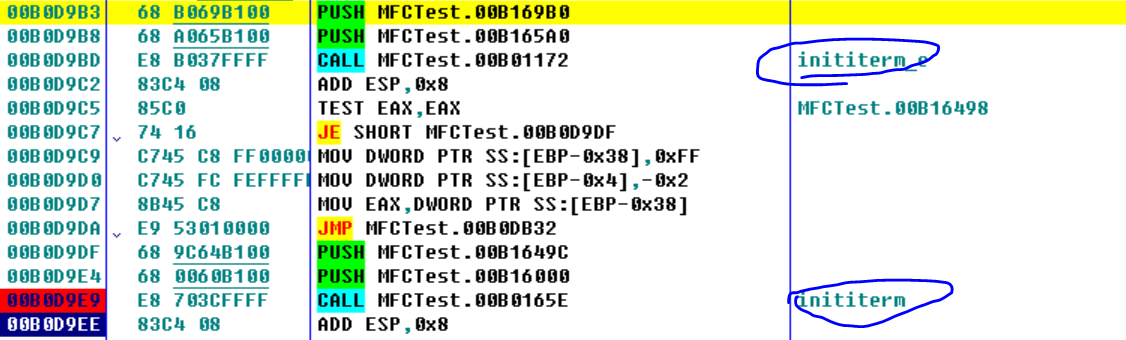 00B0D9B3 68 B069B100 PUSH MFCTest.00B169B0
00B0D9B8 68 A065B100 PUSH MFCTest.00B165A0
00B0D9BD E8 B037FFFF CALL MFCTest.00B01172 inititerm_e
00B0D9C2 83C4 08 ADD ESP,0x8
00B0D9C5 85C0 TEST EAX,EAX MFCTest.00B16498
00B0D9C7 74 16 JE SHORT MFCTest.00B0D9DF
00B0D9C9 C745 C8 FF0000 MOV DWORD PTR SS:[EBP-0x38],0xFF
00B0D9D0 C745 FC FEFFFF MOV DWORD PTR SS:[EBP-0x4],-0x2
00B0D9D7 8B45 C8 MOV EAX,DWORD PTR SS:[EBP-0x38]
00B0D9DA E9 53010000 JMP MFCTest.00B0DB32
00B0D9DF 68 9C64B100 PUSH MFCTest.00B1649C
00B0D9E4 68 0060B100 PUSH MFCTest.00B16000
00B0D9E9 E8 703CFFFF CALL MFCTest.00B0165E inititerm
00B0D9EE 83C4 08 ADD ESP,0x8